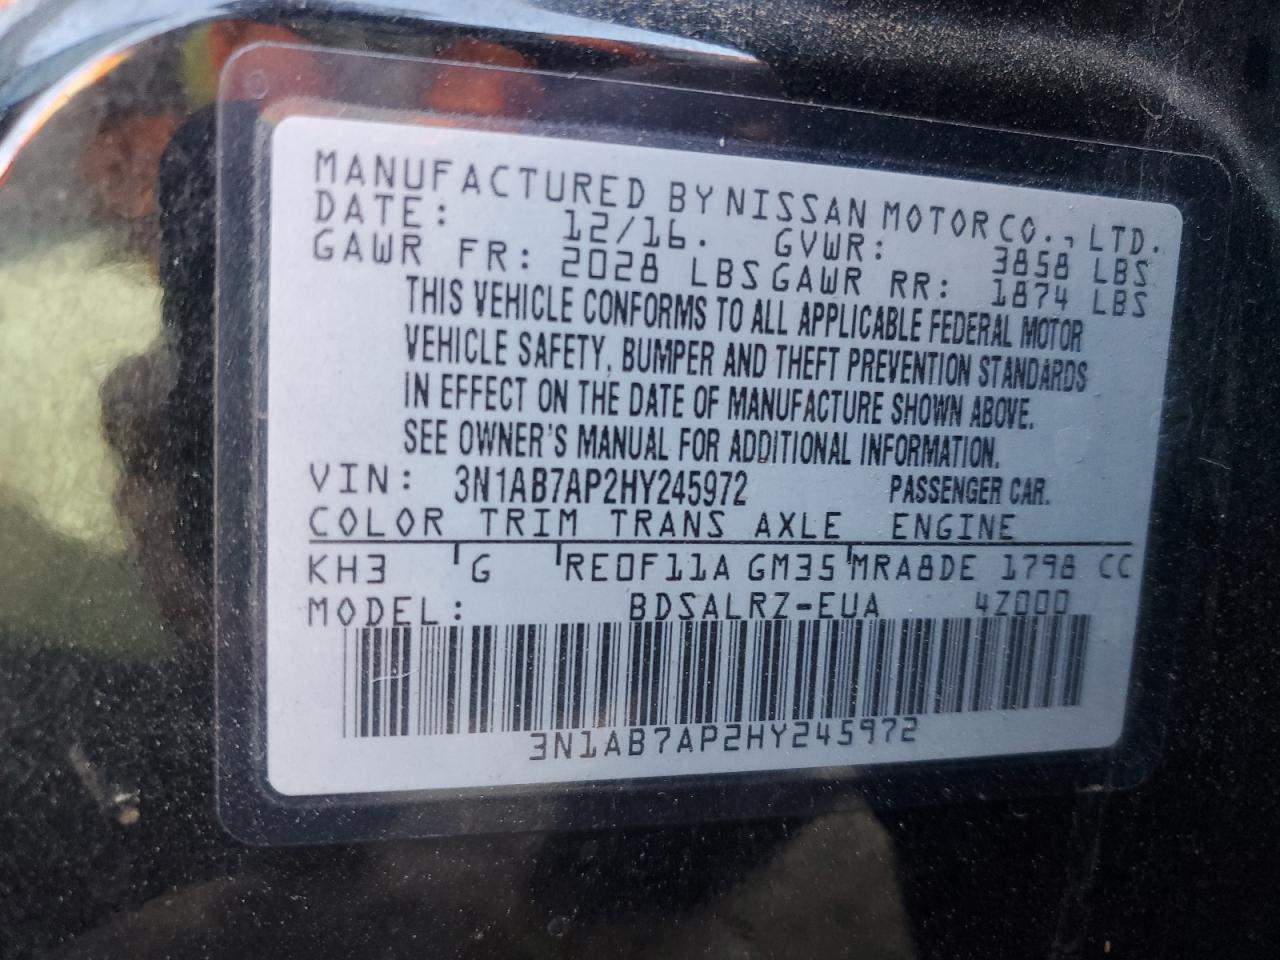 MANUFACTURED BY NISSAN MOTOR CO., LTD.
DATE: 12/16. GVWR: 3858 LBS
GAWR FR: 2028 LBS GAWR RR: 1874 LBS
THIS VEHICLE CONFORMS TO ALL APPLICABLE FEDERAL MOTOR
VEHICLE SAFETY, BUMPER AND THEFT PREVENTION STANDARDS
IN EFFECT ON THE DATE OF MANUFACTURE SHOWN ABOVE.
SEE OWNER'S MANUAL FOR ADDITIONAL INFORMATION.
VIN: 3N1AB7AP2HY245972 PASSENGER CAR.
COLOR TRIM TRANS AXLE ENGINE
KH3 G RE0F11A GM35 MRA8DE 1798 CC
MODEL: BDSALRZ-EUA 4Z000
3N1AB7AP2HY245972